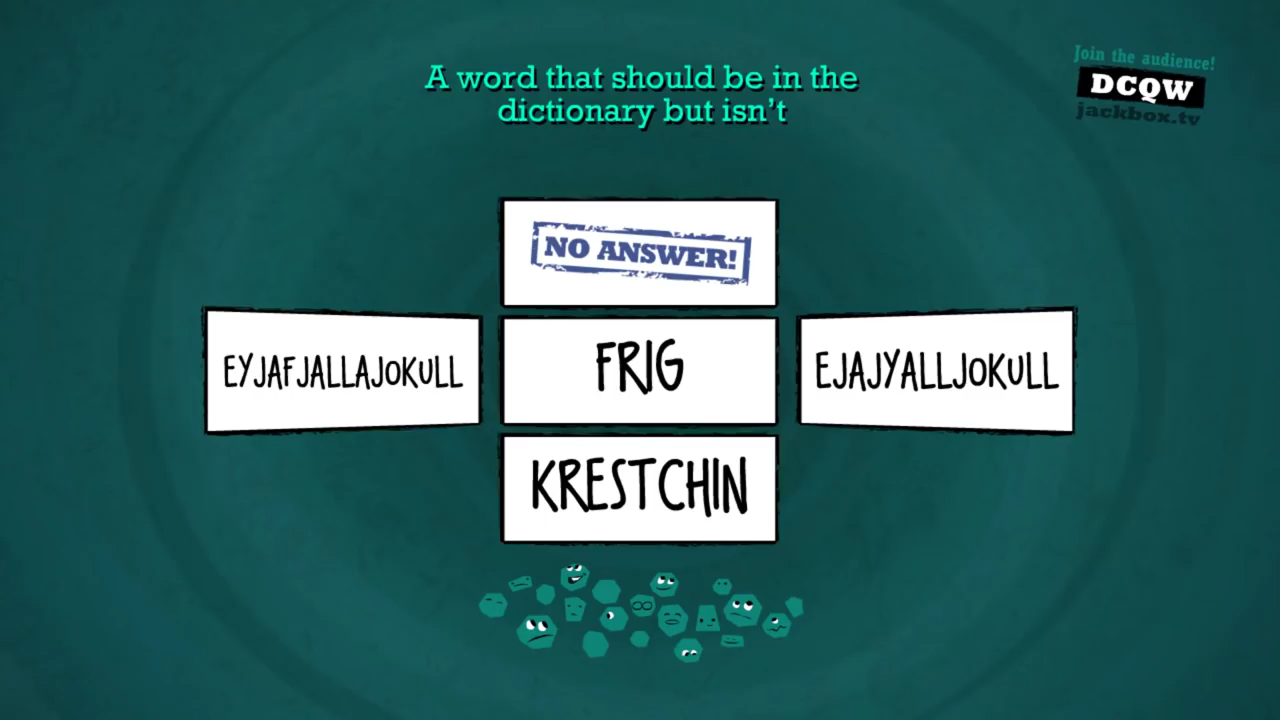 Join the audience!
A word that should be in the
DCQW
dictionary but isn't
jackbox.tv
NO ANSWER!
EYJAFJALLAJOKULL
FRIG
EJAJYALLJOKULL
KRESTCHIN